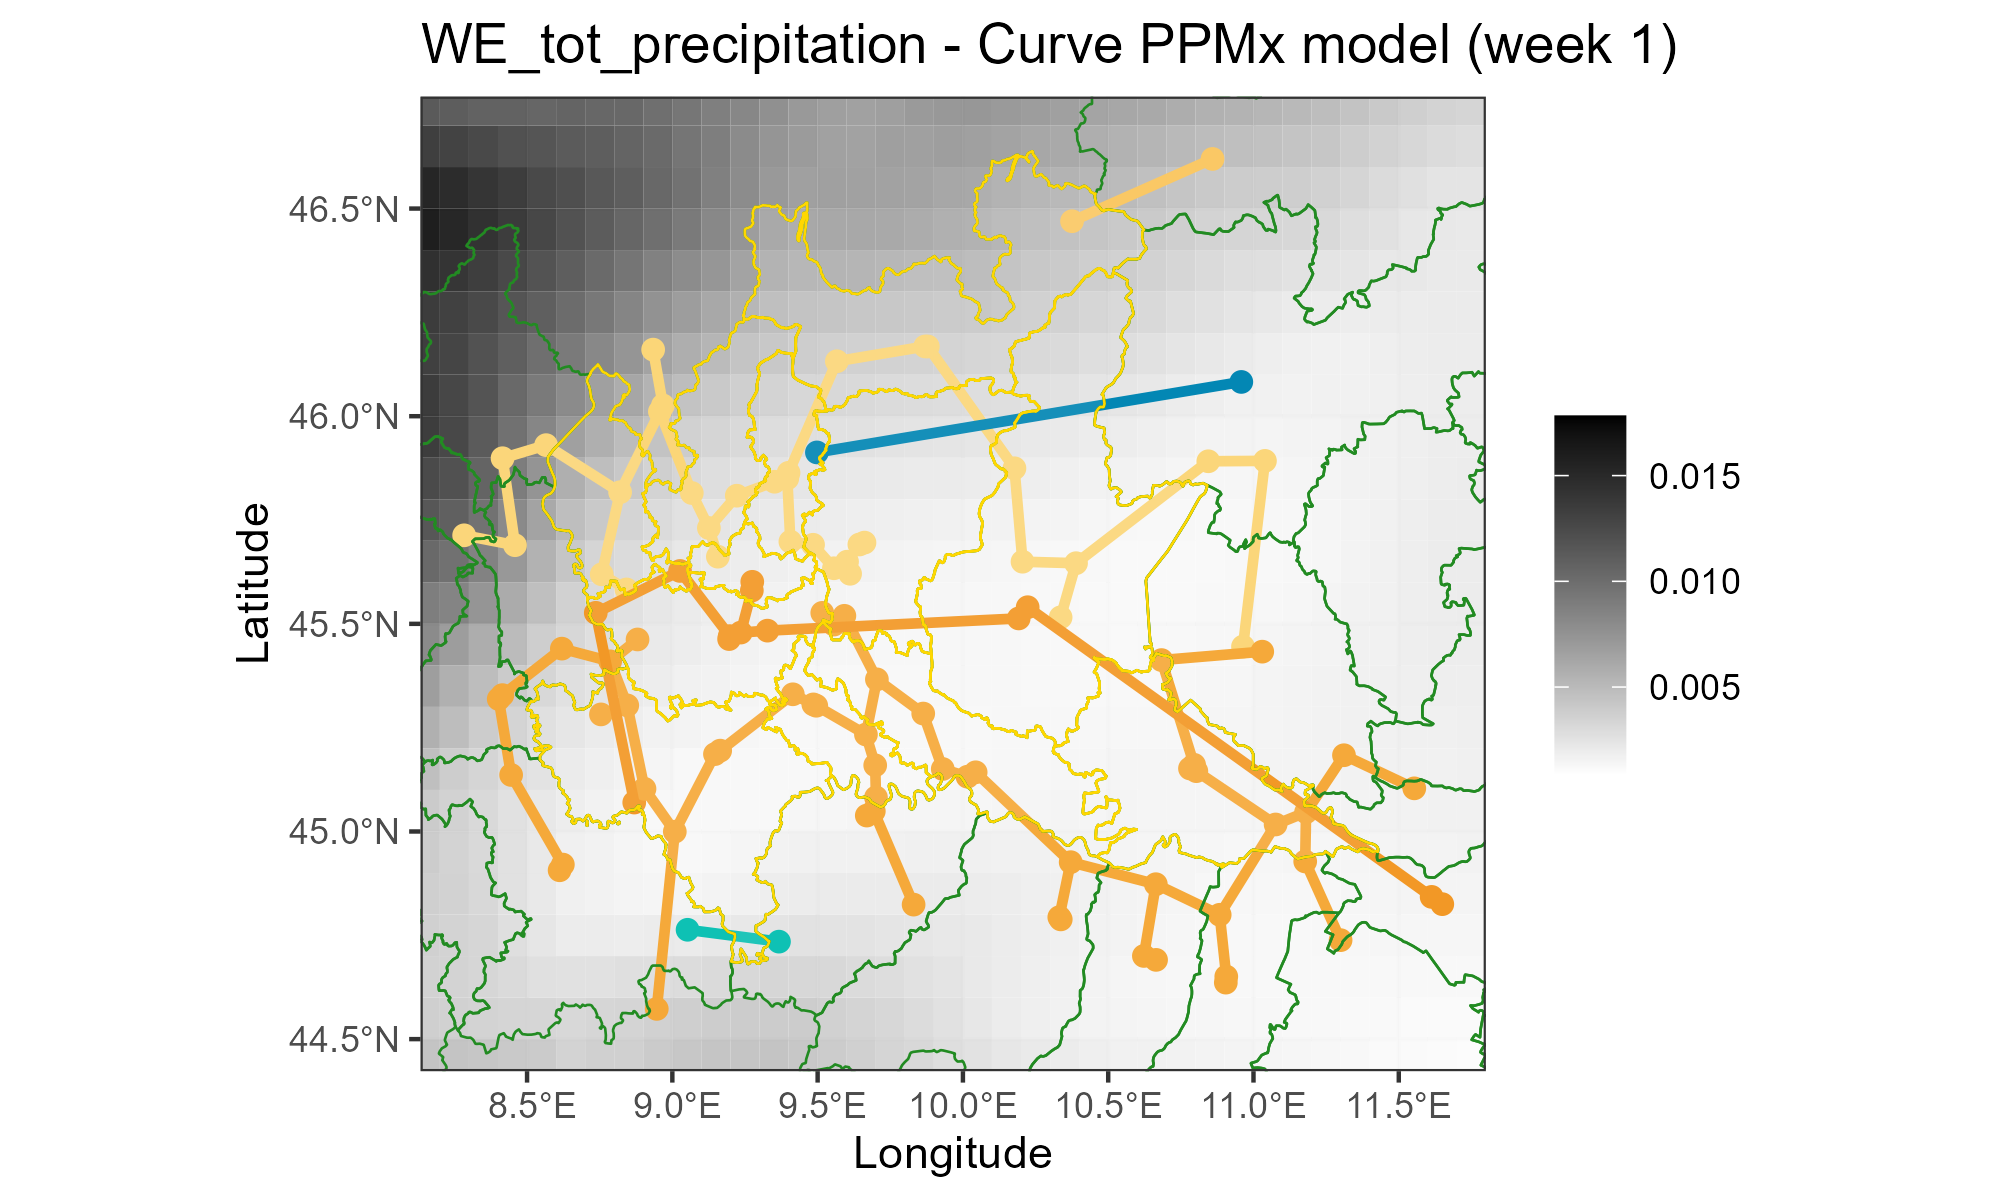 WE_tot_precipitation - Curve PPMx model (week 1)
46.5°N
46.0°N
45.5°N
45.0°N
44.5°N
Latitude
8.5°E 9.0°E 9.5°E 10.0°E 10.5°E 11.0°E 11.5°E
Longitude
0.015
0.010
0.005